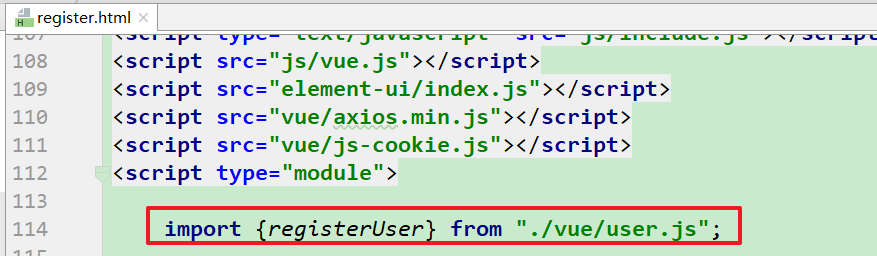 register.html
107 <script type="text/javascript" src="js/include.js"></script>
108 <script src="js/vue.js"></script>
109 <script src="element-ui/index.js"></script>
110 <script src="vue/axios.min.js"></script>
111 <script src="vue/js-cookie.js"></script>
112 <script type="module">
113
114 import {registerUser} from "./vue/user.js";
115